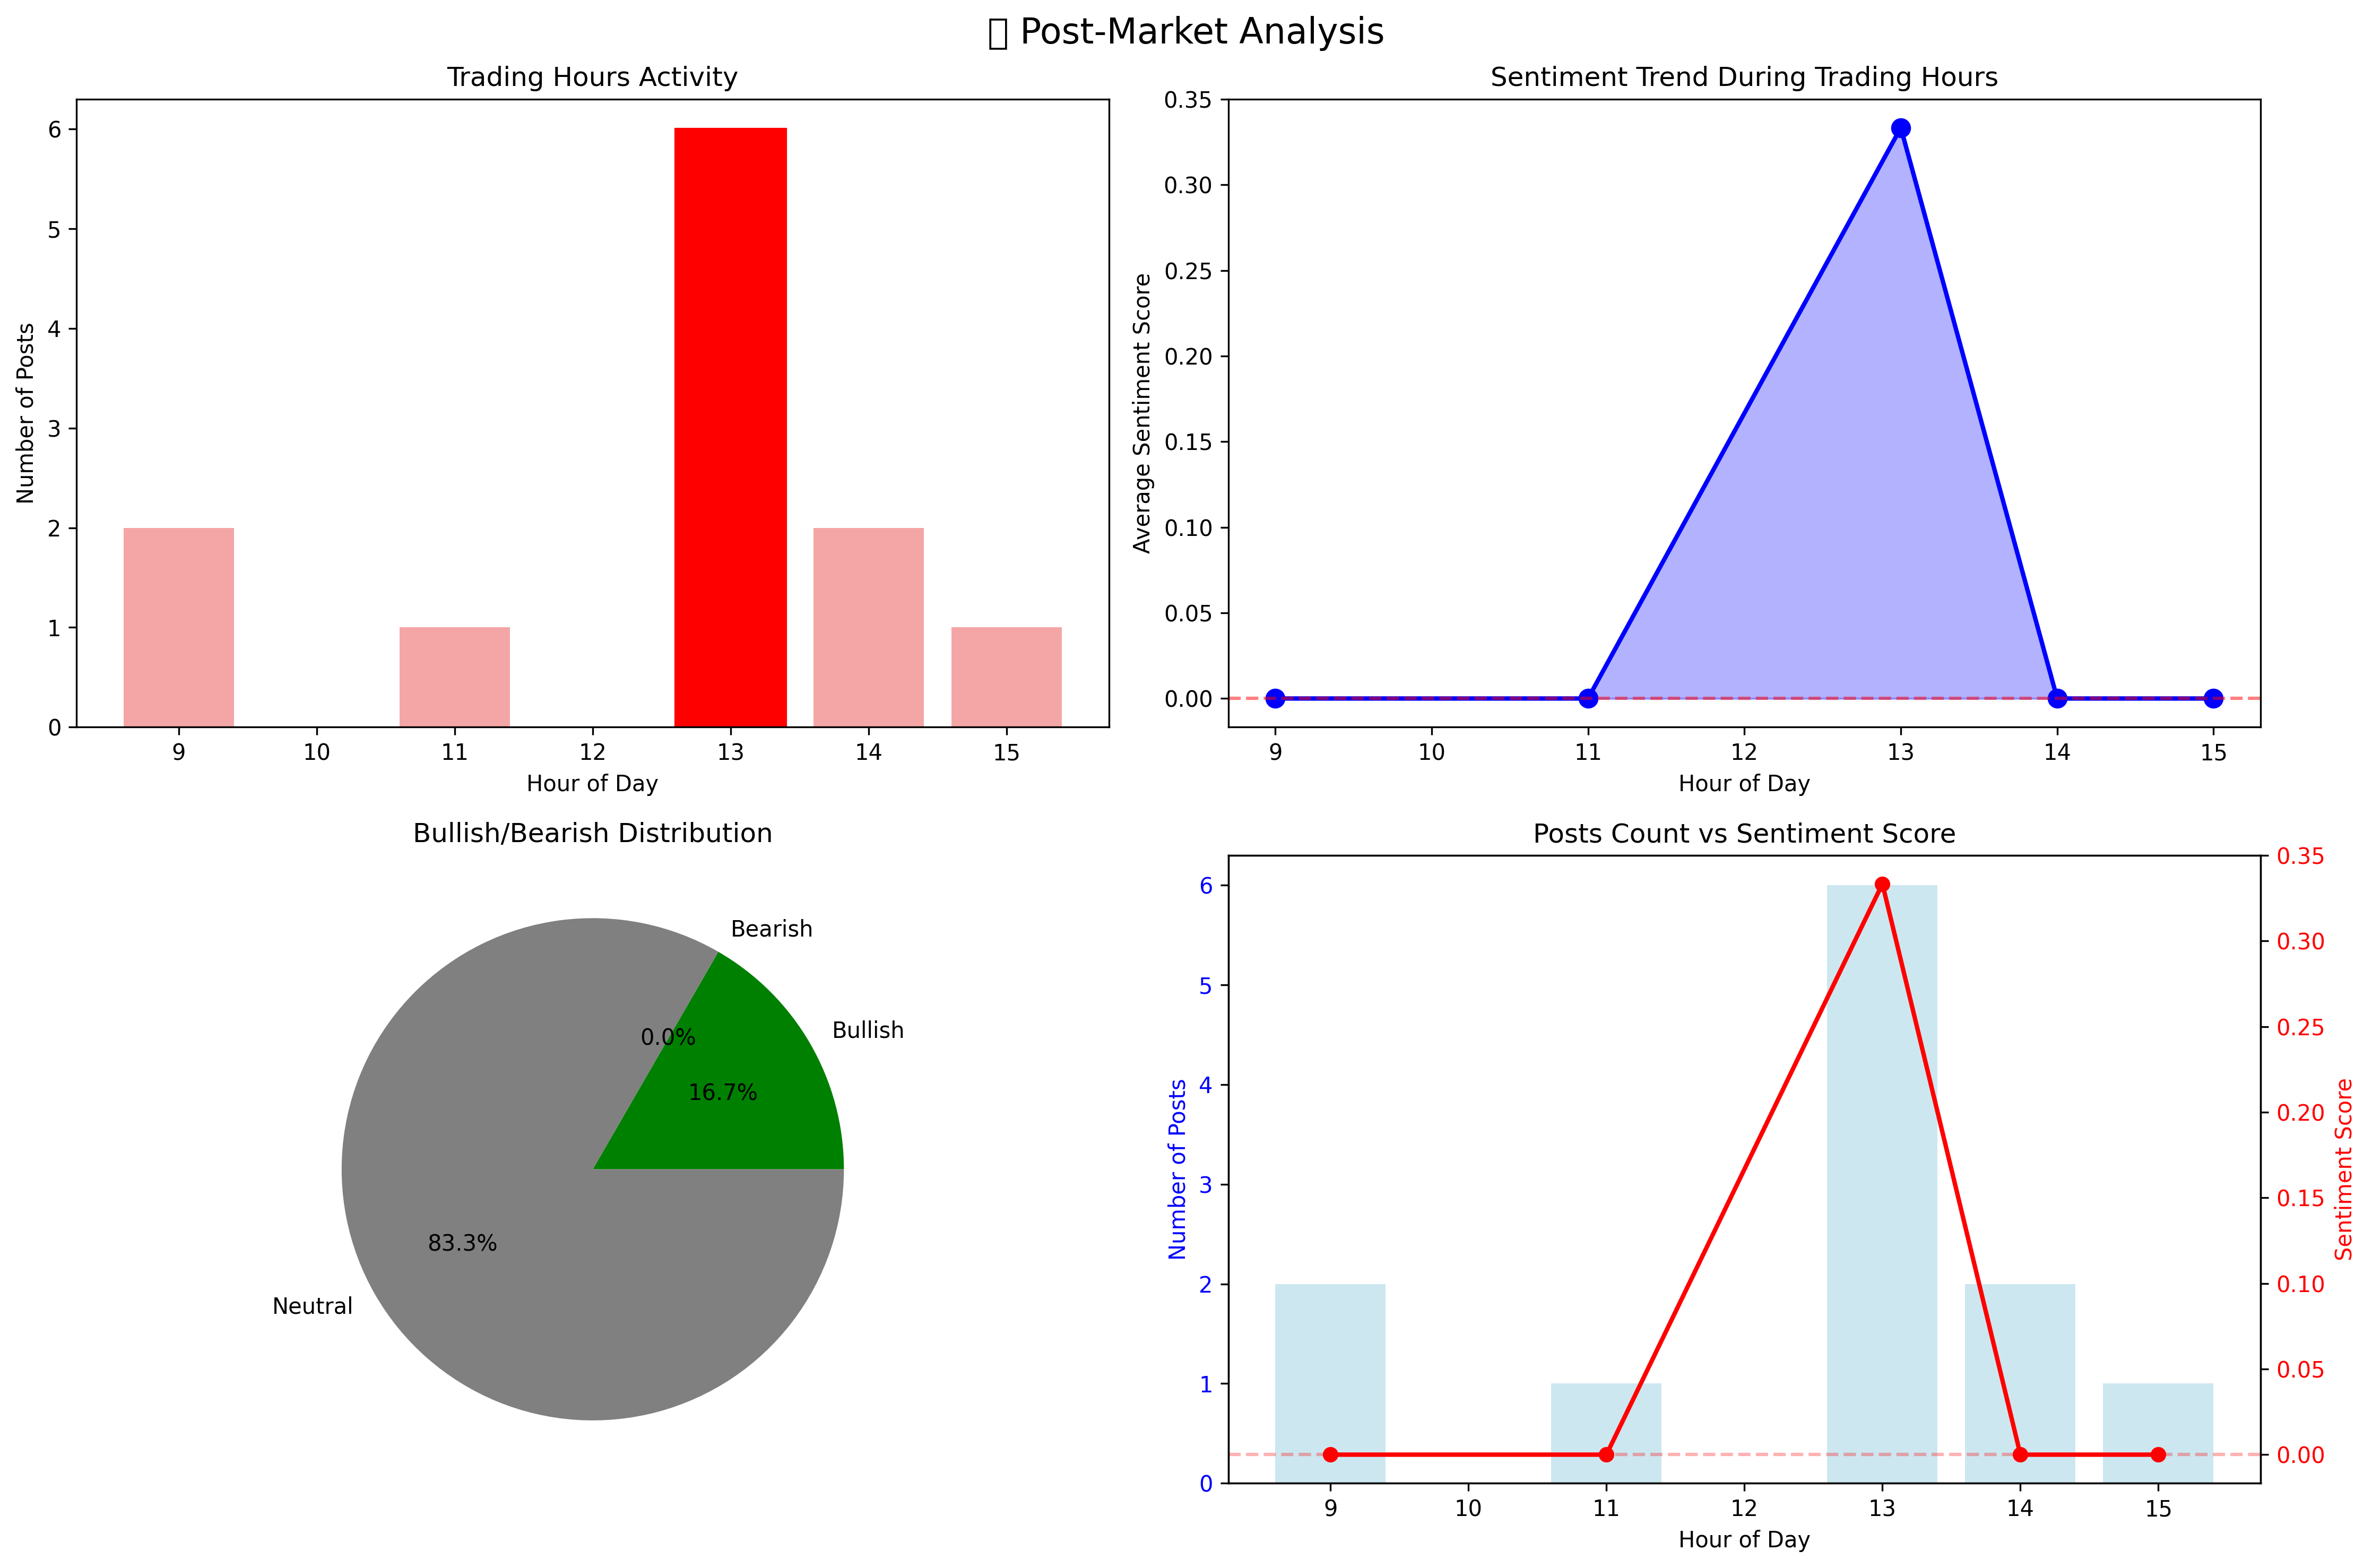 Post-Market Analysis
Trading Hours Activity
Number of Posts
6
5
4
3
2
1
0
9 10 11 12 13 14 15
Hour of Day
Sentiment Trend During Trading Hours
Average Sentiment Score
0.35
0.30
0.25
0.20
0.15
0.10
0.05
0.00
9 10 11 12 13 14 15
Hour of Day
Bullish/Bearish Distribution
Bearish
Bullish
0.0%
16.7%
83.3%
Neutral
Posts Count vs Sentiment Score
Number of Posts
6
5
4
3
2
1
0
0.35
0.30
0.25
0.20
0.15
0.10
0.05
0.00
Sentiment Score
9 10 11 12 13 14 15
Hour of Day